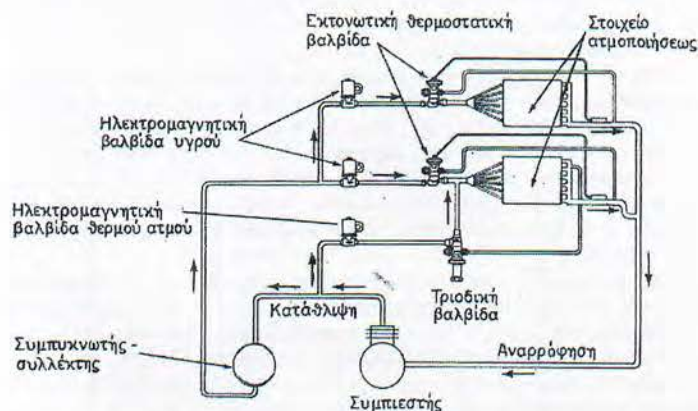 Εκτονωτική θερμοστατική
βαλβίδα
Στοιχείο
ατμοποιήσεως
Ηλεκτρομαγνητική
βαλβίδα υγρού
Ηλεκτρομαγνητική
βαλβίδα θερμού ατμού
Κατάθλιψη
Τριοδική
βαλβίδα
Συμπυκνωτής-
συλλέκτης
Αναρρόφηση
Συμπιεστής